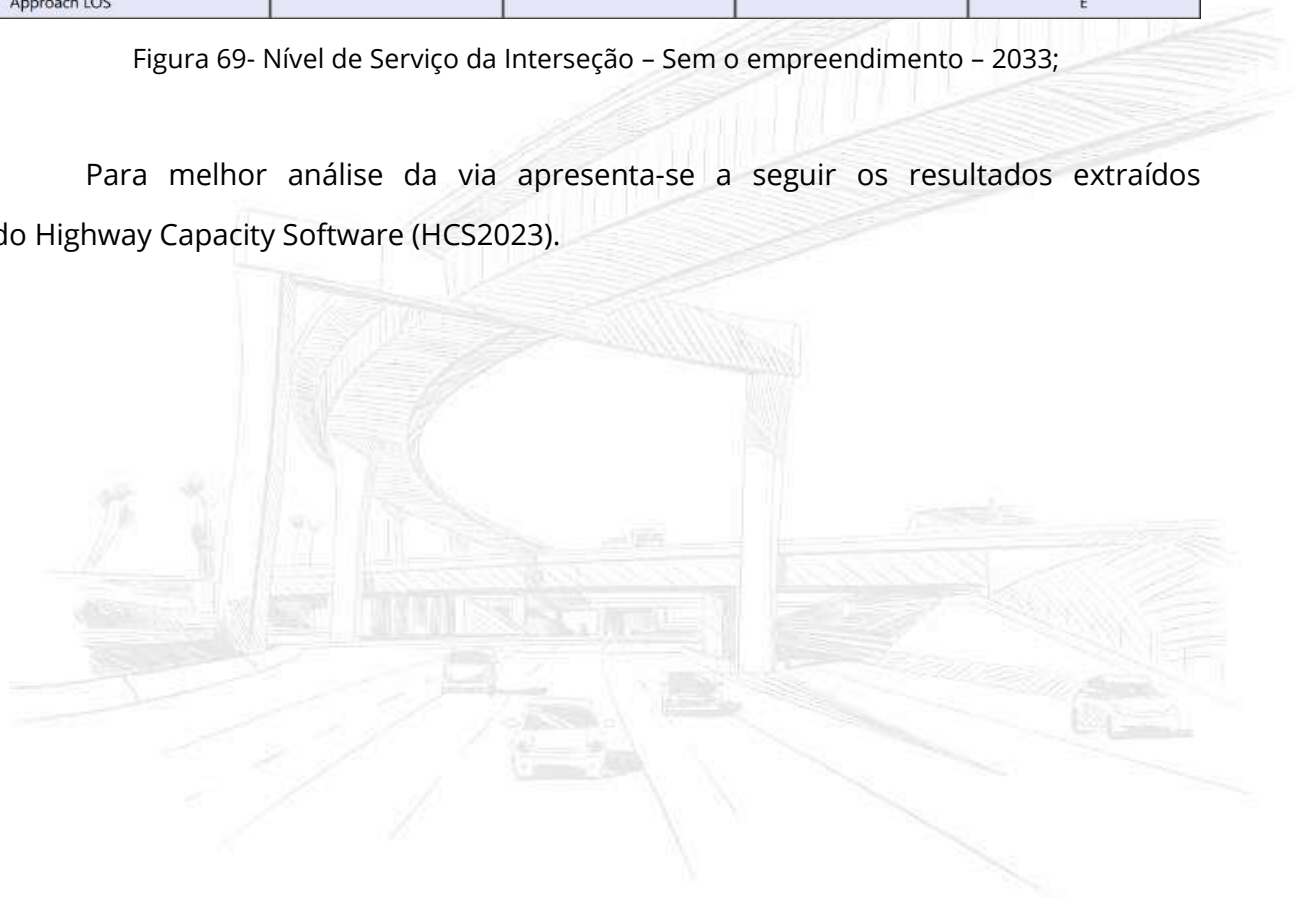 Approach LOS E
Figura 69- Nível de Serviço da Interseção – Sem o empreendimento – 2033;
Para melhor análise da via apresenta-se a seguir os resultados extraídos
do Highway Capacity Software (HCS2023).